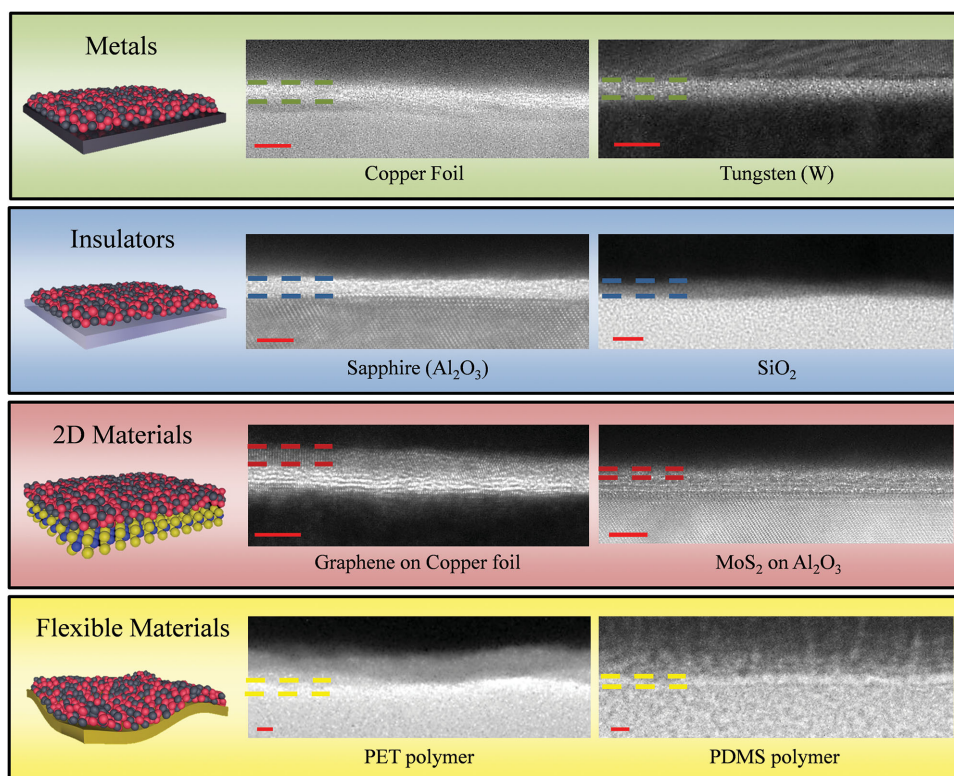 Metals
Copper Foil
Tungsten (W)
Insulators
Sapphire (Al₂O₃)
SiO₂
2D Materials
Graphene on Copper foil
MoS₂ on Al₂O₃
Flexible Materials
PET polymer
PDMS polymer